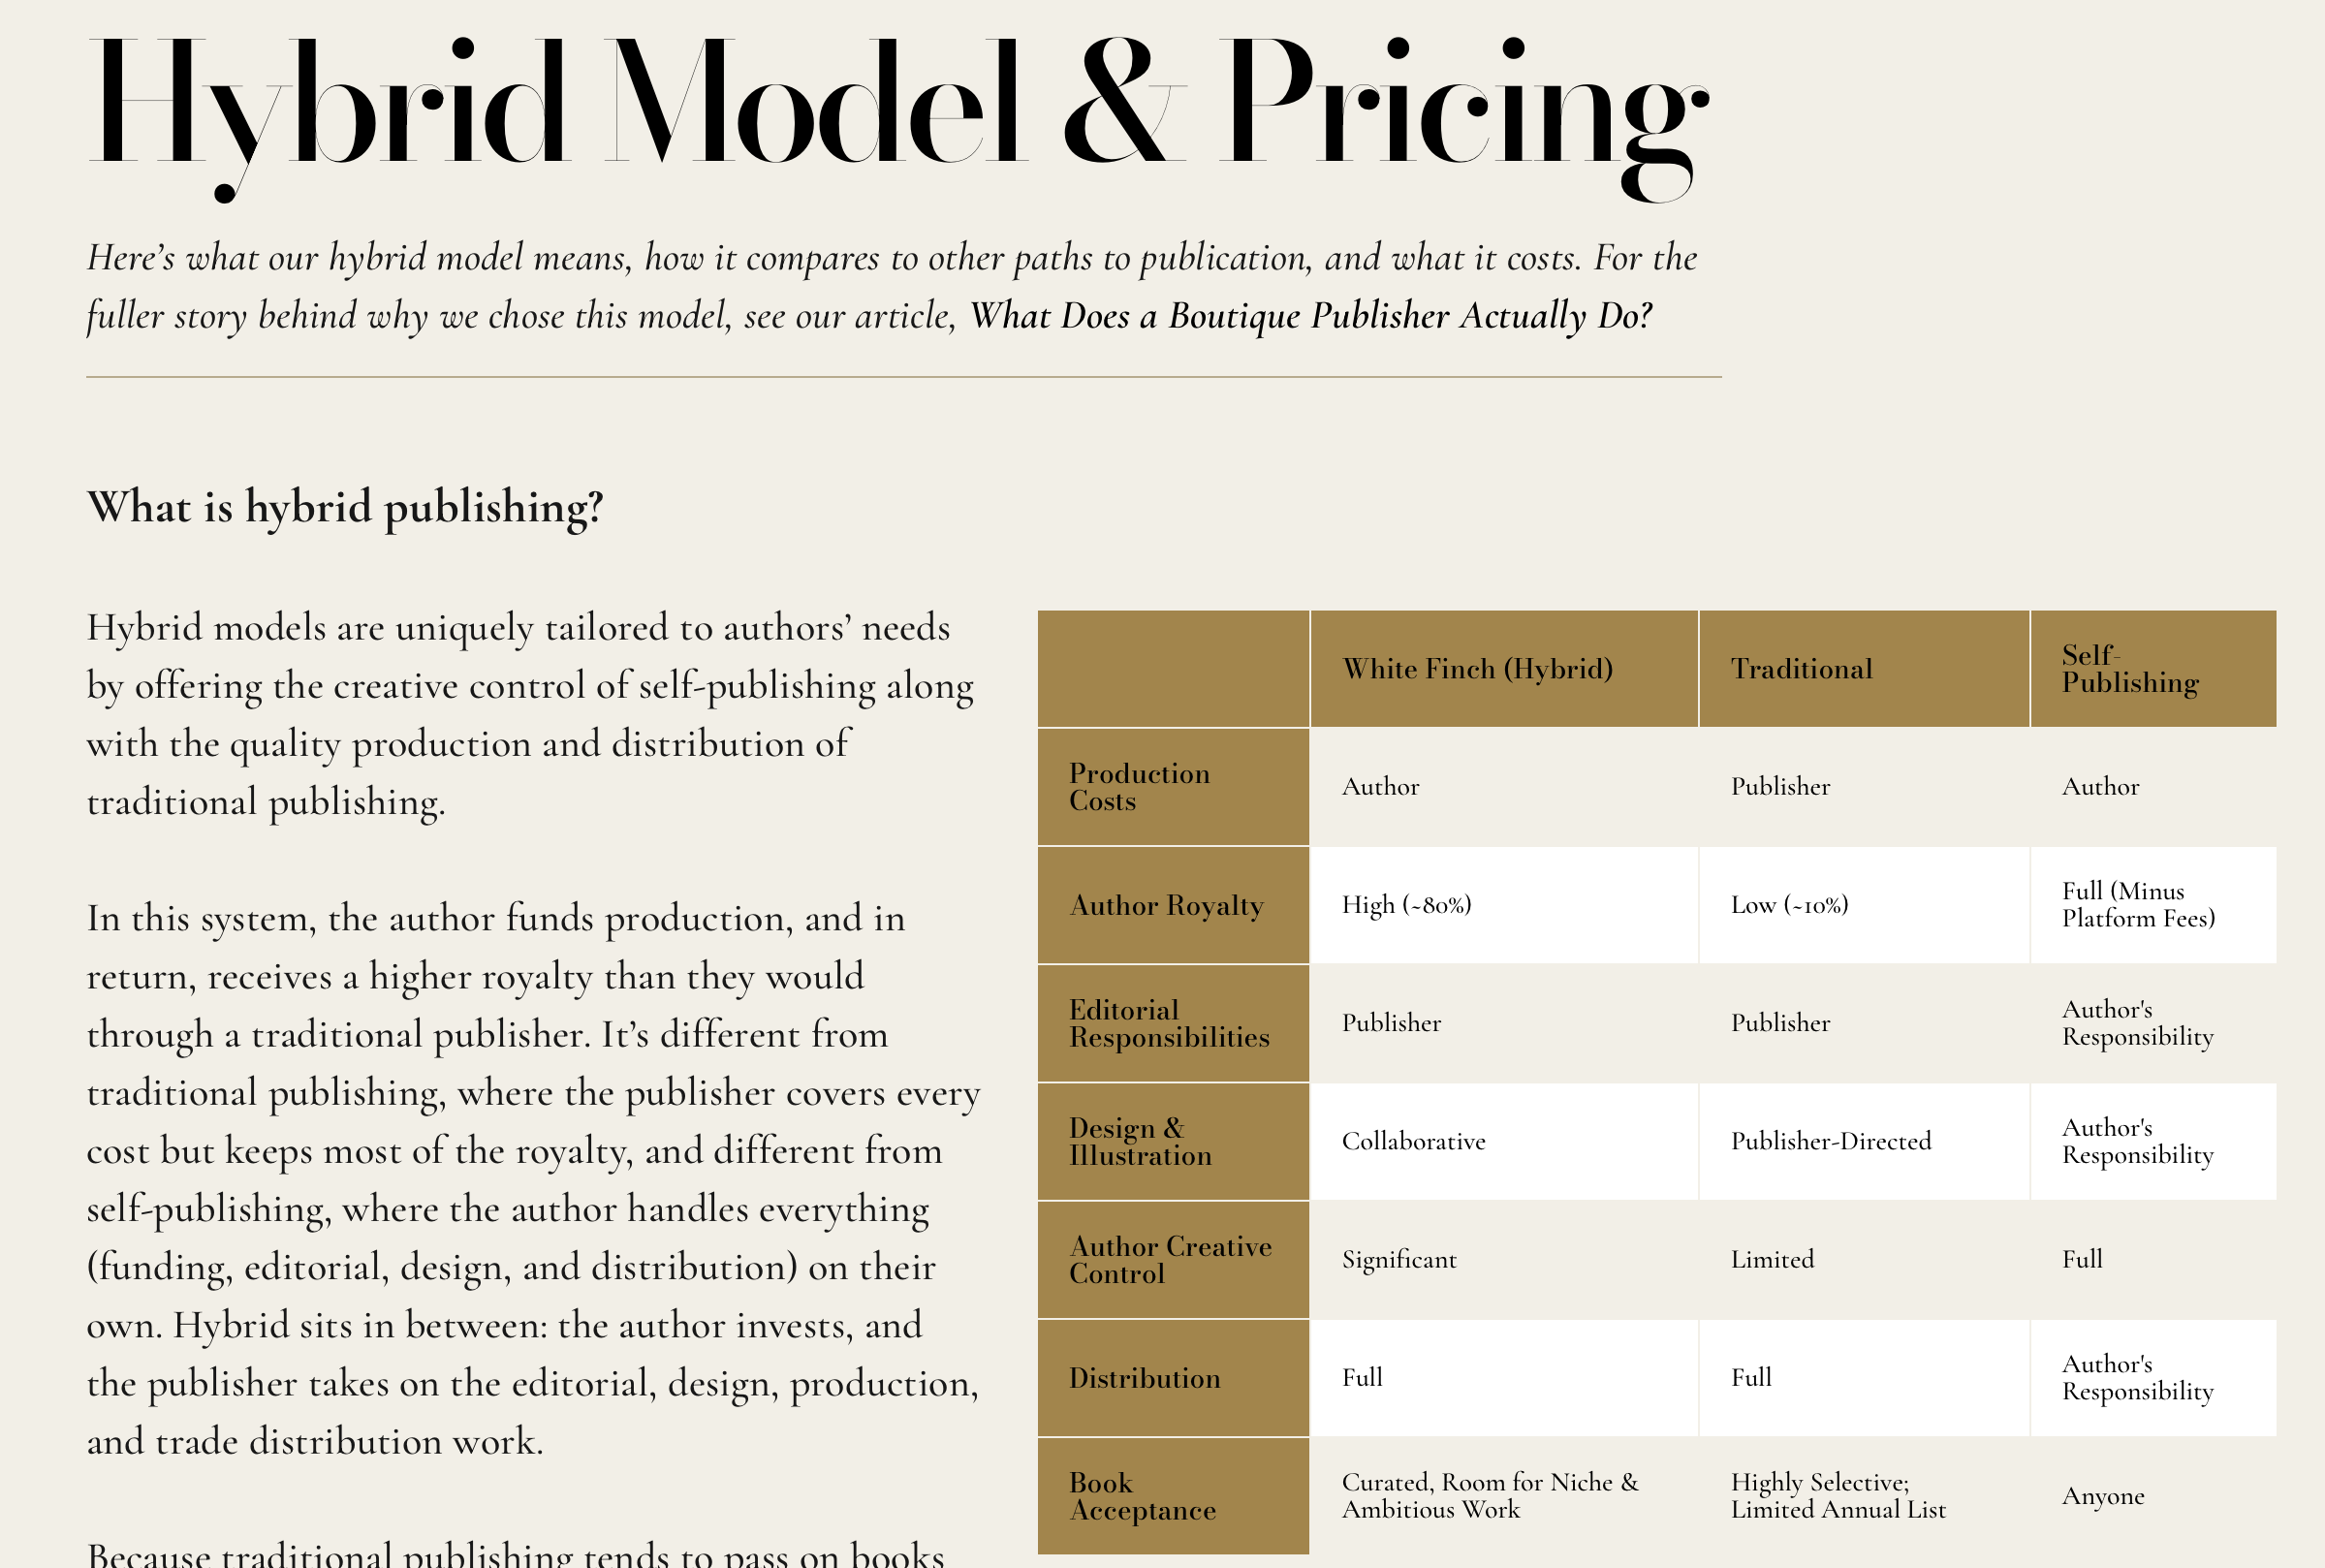 Hybrid Model & Pricing
Here’s what our hybrid model means, how it compares to other paths to publication, and what it costs. For the
fuller story behind why we chose this model, see our article, What Does a Boutique Publisher Actually Do?
What is hybrid publishing?
Hybrid models are uniquely tailored to authors’ needs
by offering the creative control of self-publishing along
with the quality production and distribution of
traditional publishing.
In this system, the author funds production, and in
return, receives a higher royalty than they would
through a traditional publisher. It’s different from
traditional publishing, where the publisher covers every
cost but keeps most of the royalty, and different from
self-publishing, where the author handles everything
(funding, editorial, design, and distribution) on their
own. Hybrid sits in between: the author invests, and
the publisher takes on the editorial, design, production,
and trade distribution work.
Because traditional publishing tends to pass on books
White Finch (Hybrid)
Traditional
Self-
Publishing
Production
Costs
Author
Publisher
Author
Author Royalty
High (~80%)
Low (~10%)
Full (Minus
Platform Fees)
Editorial
Responsibilities
Publisher
Publisher
Author's
Responsibility
Design &
Illustration
Collaborative
Publisher-Directed
Author's
Responsibility
Author Creative
Control
Significant
Limited
Full
Distribution
Full
Full
Author's
Responsibility
Book
Acceptance
Curated, Room for Niche &
Ambitious Work
Highly Selective;
Limited Annual List
Anyone